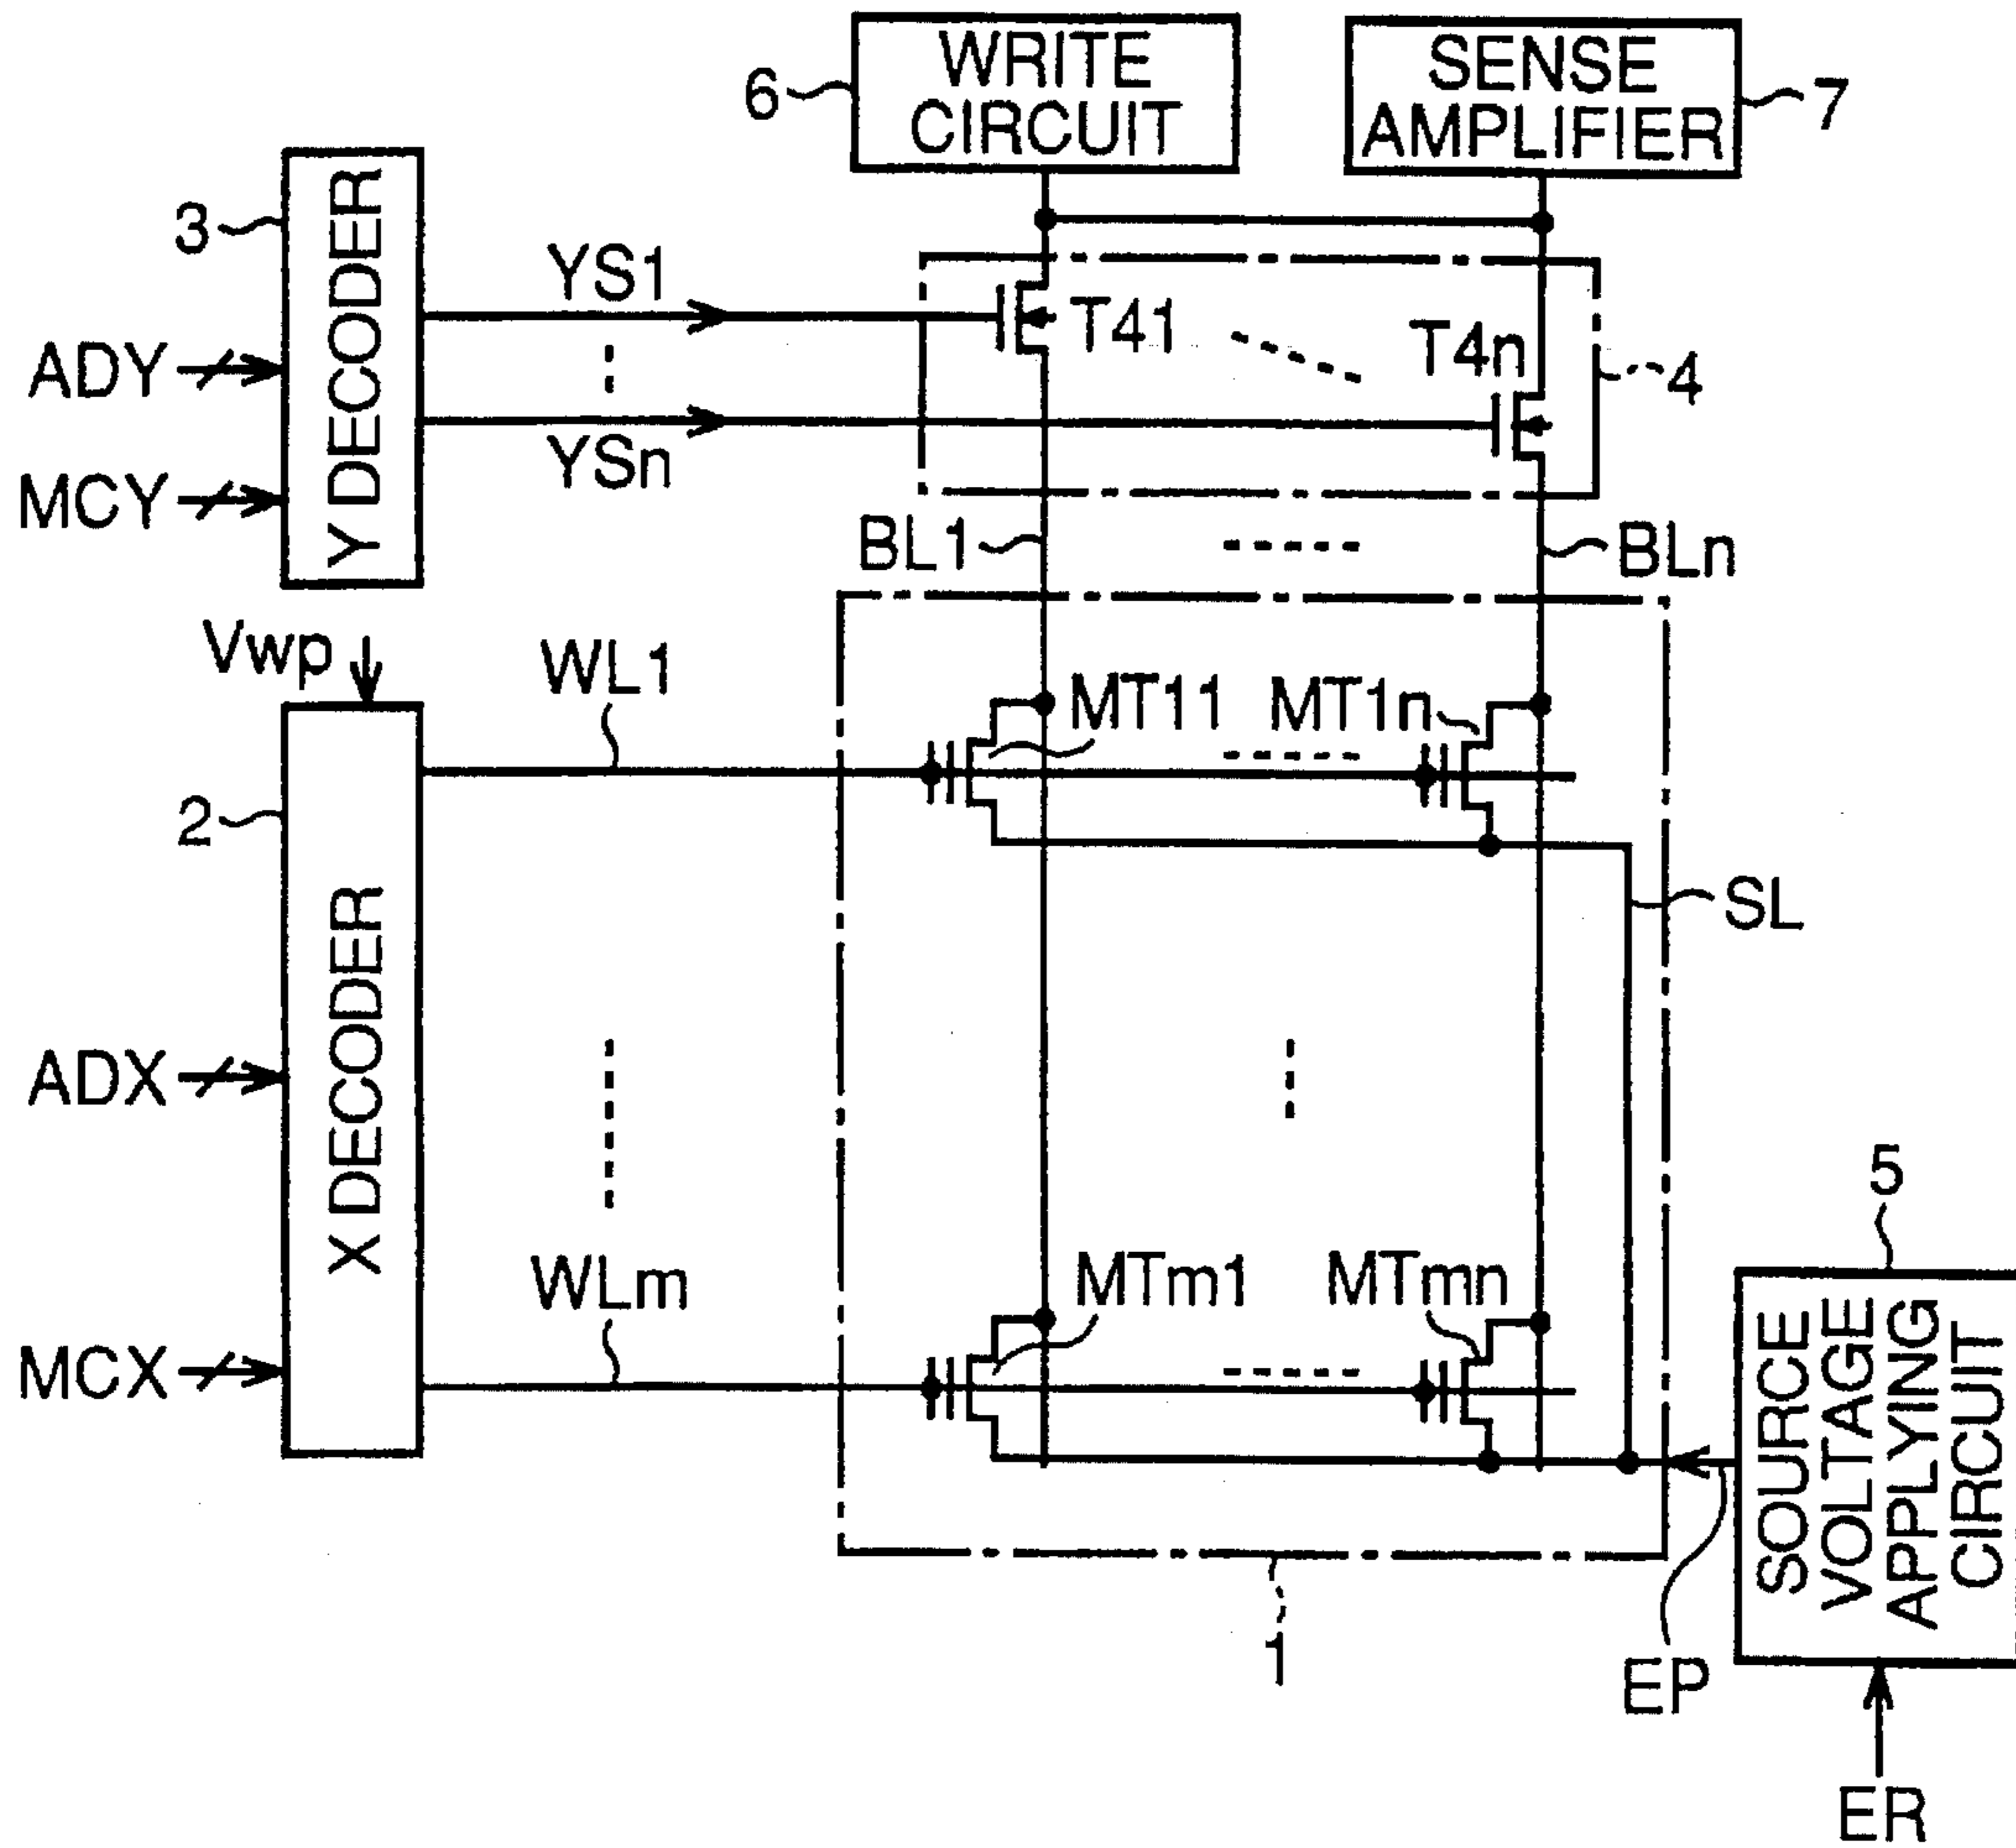 WRITE
CIRCUIT
6
SENSE
AMPLIFIER
7
3
Y DECODER
YS1
T41
T4n
4
ADY
YSn
MCY
BL1
BLn
Vwp
WL1
MT11
MT1n
2
X DECODER
SL
ADX
5
WLm
MTm1
MTmn
MCX
SOURCE
VOLTAGE
APPLYING
CIRCUIT
1
EP
ER